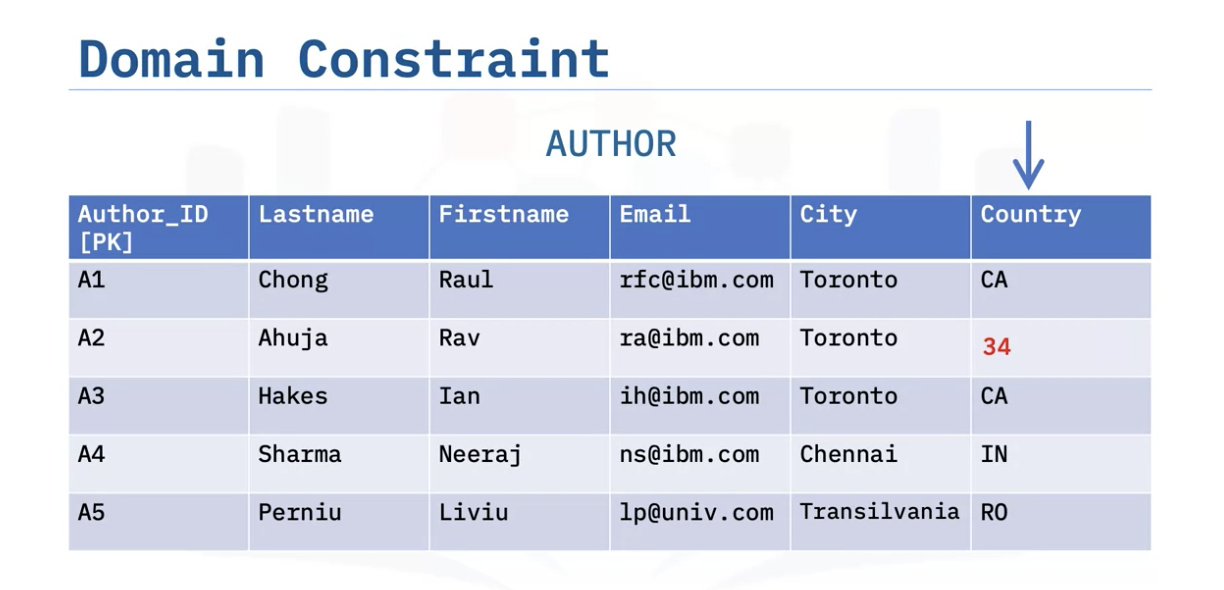 Domain Constraint
AUTHOR
Author_ID [PK] Lastname Firstname Email City Country
A1 Chong Raul rfc@ibm.com Toronto CA
A2 Ahuja Rav ra@ibm.com Toronto 34
A3 Hakes Ian ih@ibm.com Toronto CA
A4 Sharma Neeraj ns@ibm.com Chennai IN
A5 Perniu Liviu lp@univ.com Transilvania RO